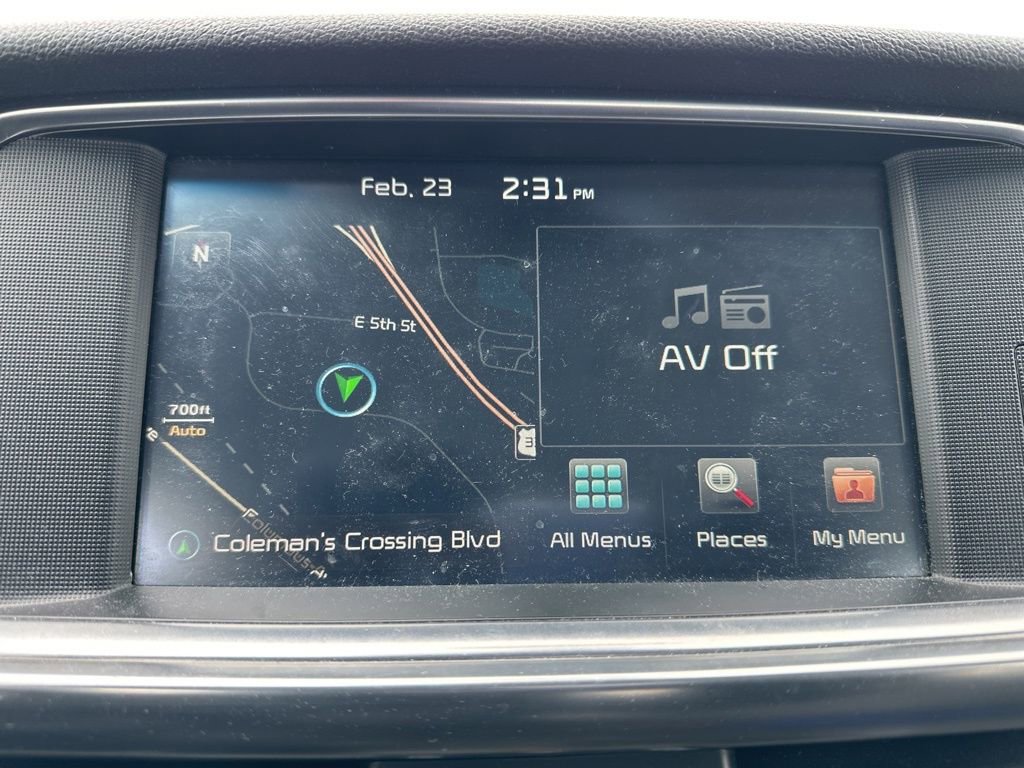 Feb. 23 2:31 PM
N
E 5th St
AV Off
700ft
Auto
3
Coleman's Crossing Blvd
All Menus
Places
My Menu